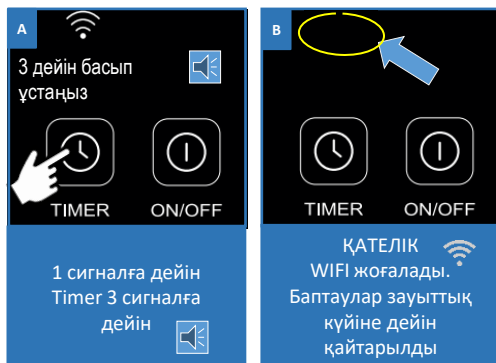 A
3 дейін басып
ұстаңыз
TIMER ON/OFF
1 сигналға дейін
Timer 3 сигналға
дейін
B
TIMER ON/OFF
ҚАТЕЛІК
WIFI жоғалады.
Баптаулар зауыттық
күйіне дейін
қайтарылды